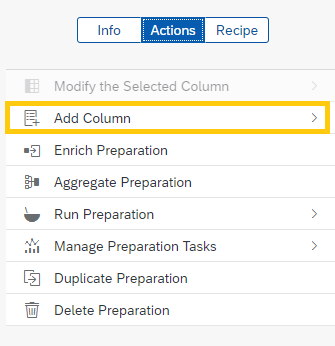 Info Actions Recipe
Modify the Selected Column
Add Column
Enrich Preparation
Aggregate Preparation
Run Preparation
Manage Preparation Tasks
Duplicate Preparation
Delete Preparation